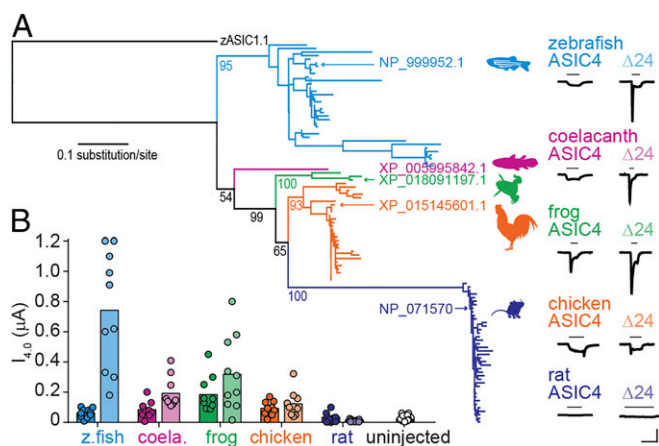 A
zASIC1.1
95
NP_999952.1
0.1 substitution/site
XP_005995842.1
XP_018091197.1
XP_015145601.1
54
100
99
93
65
100
NP_071570
zebrafish
ASIC4 Δ24
coelacanth
ASIC4 Δ24
frog
ASIC4 Δ24
chicken
ASIC4 Δ24
rat
ASIC4 Δ24
B
I4.0 (μA)
1.2
1.0
0.8
0.6
0.4
0.2
0
z.fish coela. frog chicken rat uninjected